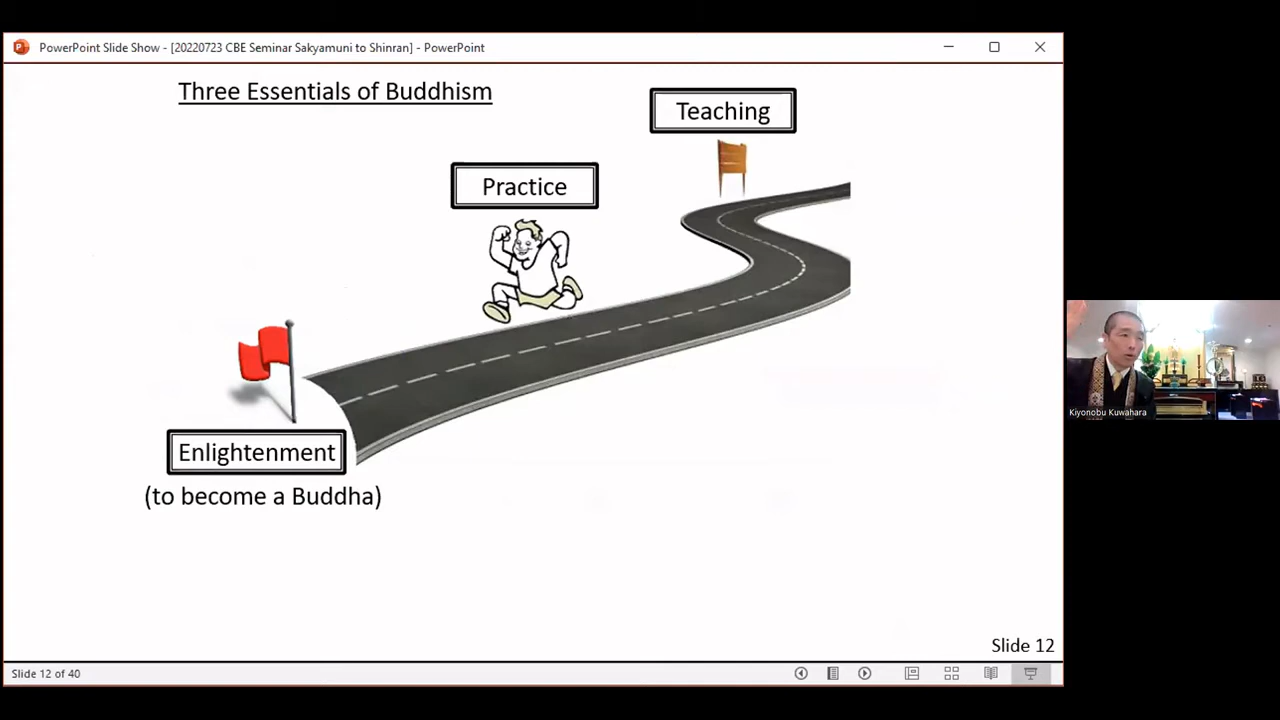 PowerPoint Slide Show - [20220723 CBE Seminar Sakyamuni to Shinran] - PowerPoint
Three Essentials of Buddhism
Teaching
Practice
Enlightenment
(to become a Buddha)
Kiyonobu Kuwahara
Slide 12
Slide 12 of 40